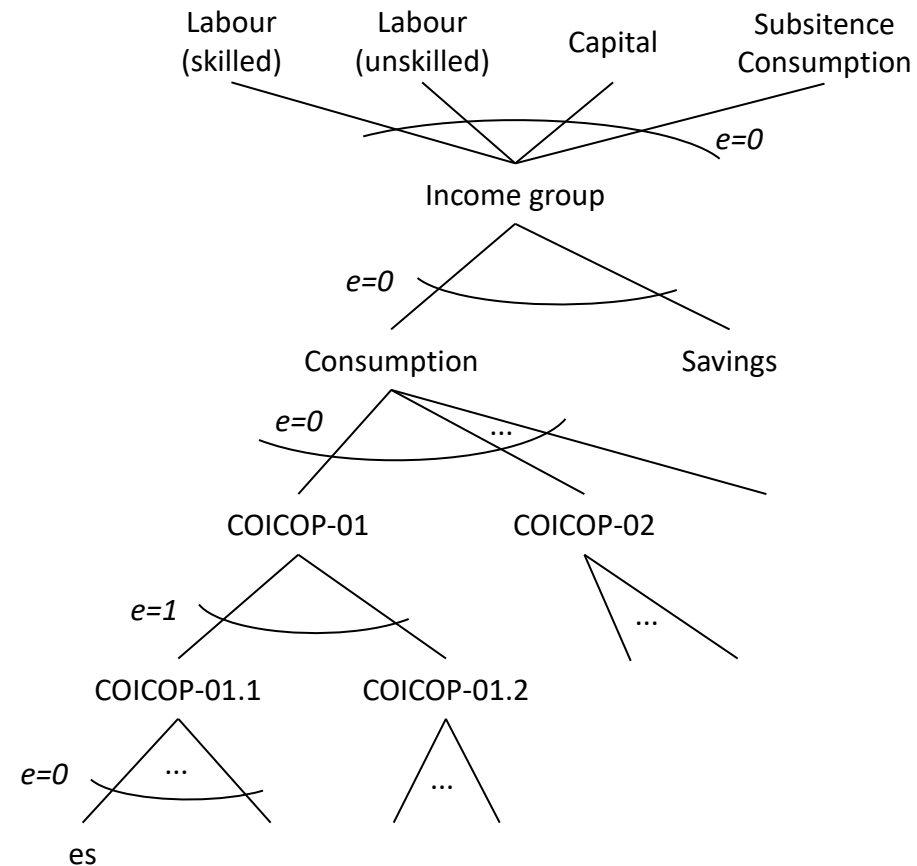 Labour
(skilled)
Labour
(unskilled)
Capital
Subsitence
Consumption
e=0
Income group
e=0
Consumption
Savings
e=0
...
COICOP-01
COICOP-02
e=1
...
COICOP-01.1
COICOP-01.2
e=0
...
...
es